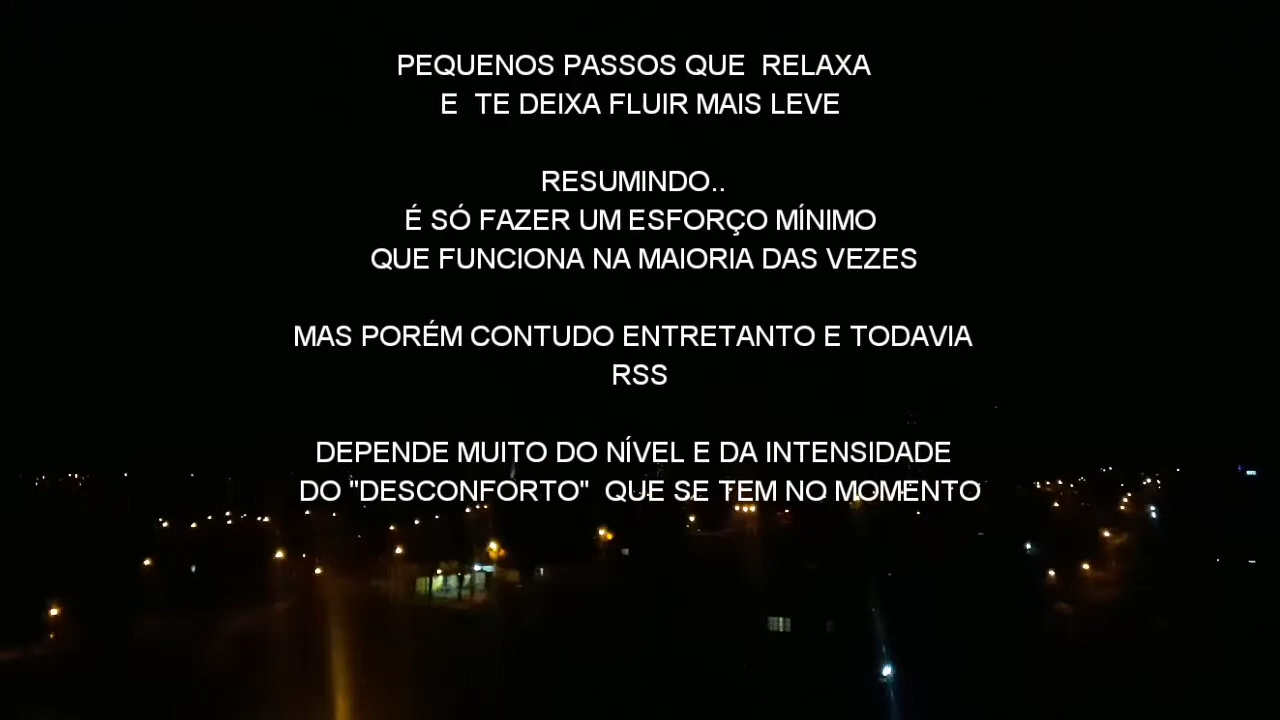 PEQUENOS PASSOS QUE  RELAXA
E  TE DEIXA FLUIR MAIS LEVE
RESUMINDO..
É SÓ FAZER UM ESFORÇO MÍNIMO
QUE FUNCIONA NA MAIORIA DAS VEZES
MAS PORÉM CONTUDO ENTRETANTO E TODAVIA
RSS
DEPENDE MUITO DO NÍVEL E DA INTENSIDADE
DO "DESCONFORTO"  QUE SE TEM NO MOMENTO